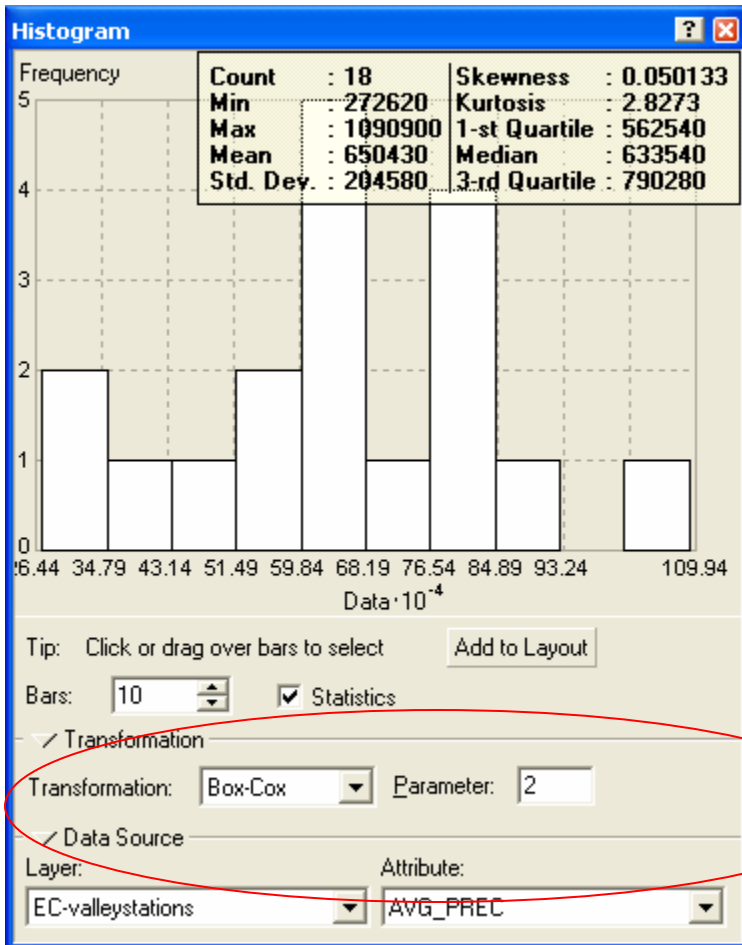 Histogram ?
Frequency
Count : 18 Skewness : 0.050133
Min : 272620 Kurtosis : 2.8273
Max : 1090900 1-st Quartile : 562540
Mean : 650430 Median : 633540
Std. Dev. : 204580 3-rd Quartile : 790280
5
4
3
2
1
0
26.44 34.79 43.14 51.49 59.84 68.19 76.54 84.89 93.24 109.94
Data·10⁻⁴
Tip: Click or drag over bars to select Add to Layout
Bars: 10 Statistics
Transformation
Transformation: Box-Cox Parameter: 2
Data Source
Layer: Attribute:
EC-valleystations AVG_PREC